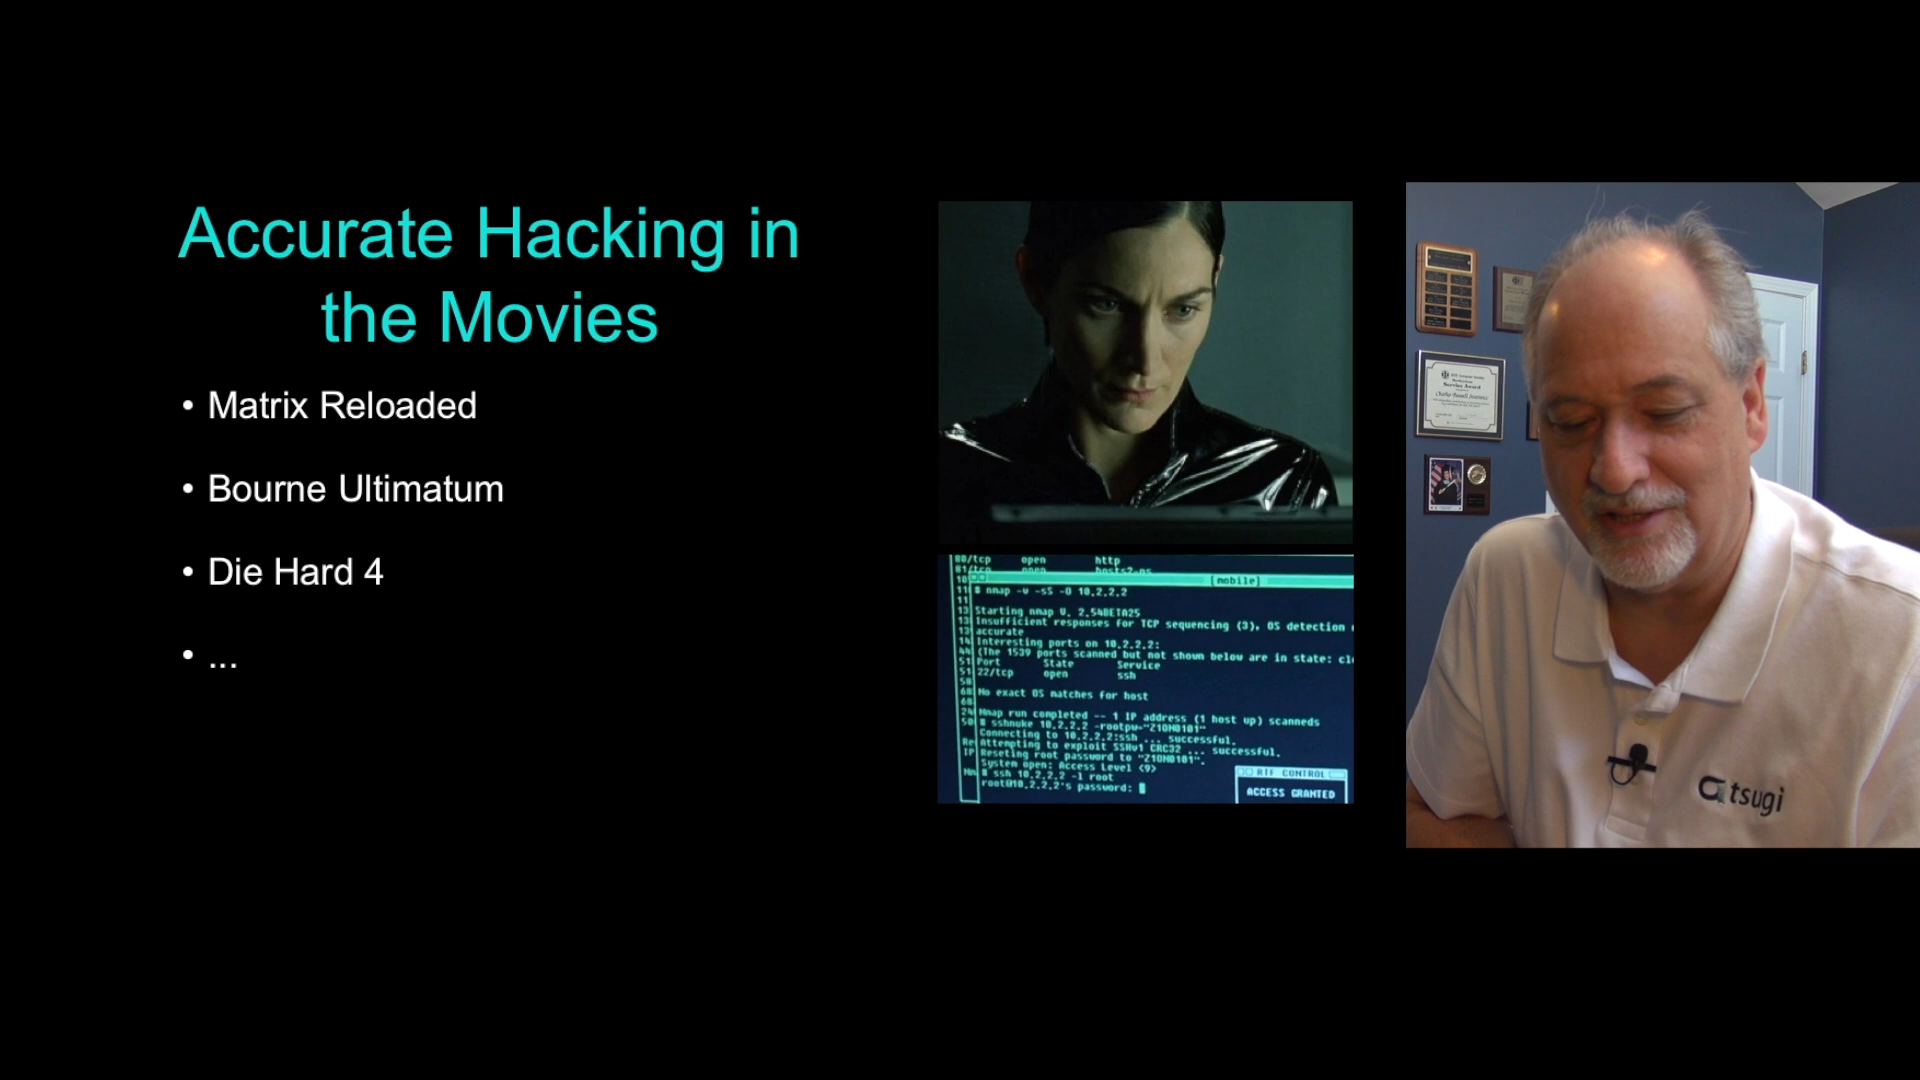 Accurate Hacking in
the Movies
• Matrix Reloaded
• Bourne Ultimatum
• Die Hard 4
• ...
80/tcp open http
81/tcp open hosts2-ns
[mobile]
# nmap -v -sS -O 10.2.2.2
Starting nmap V. 2.54BETA25
Insufficient responses for TCP sequencing (3), OS detection
accurate
Interesting ports on 10.2.2.2:
(The 1539 ports scanned but not shown below are in state: cl
Port State Service
22/tcp open ssh
No exact OS matches for host
Nmap run completed -- 1 IP address (1 host up) scanneds
# sshnuke 10.2.2.2 -rootpw="Z10N0101"
Connecting to 10.2.2.2:ssh ... successful.
Attempting to exploit SSHv1 CRC32 ... successful.
Reseting root password to "Z10N0101".
System open: Access Level <9>
# ssh 10.2.2.2 -l root
root@10.2.2.2's password:
RTF CONTROL
ACCESS GRANTED
Service Award
Charles Russell Severance
tsugi